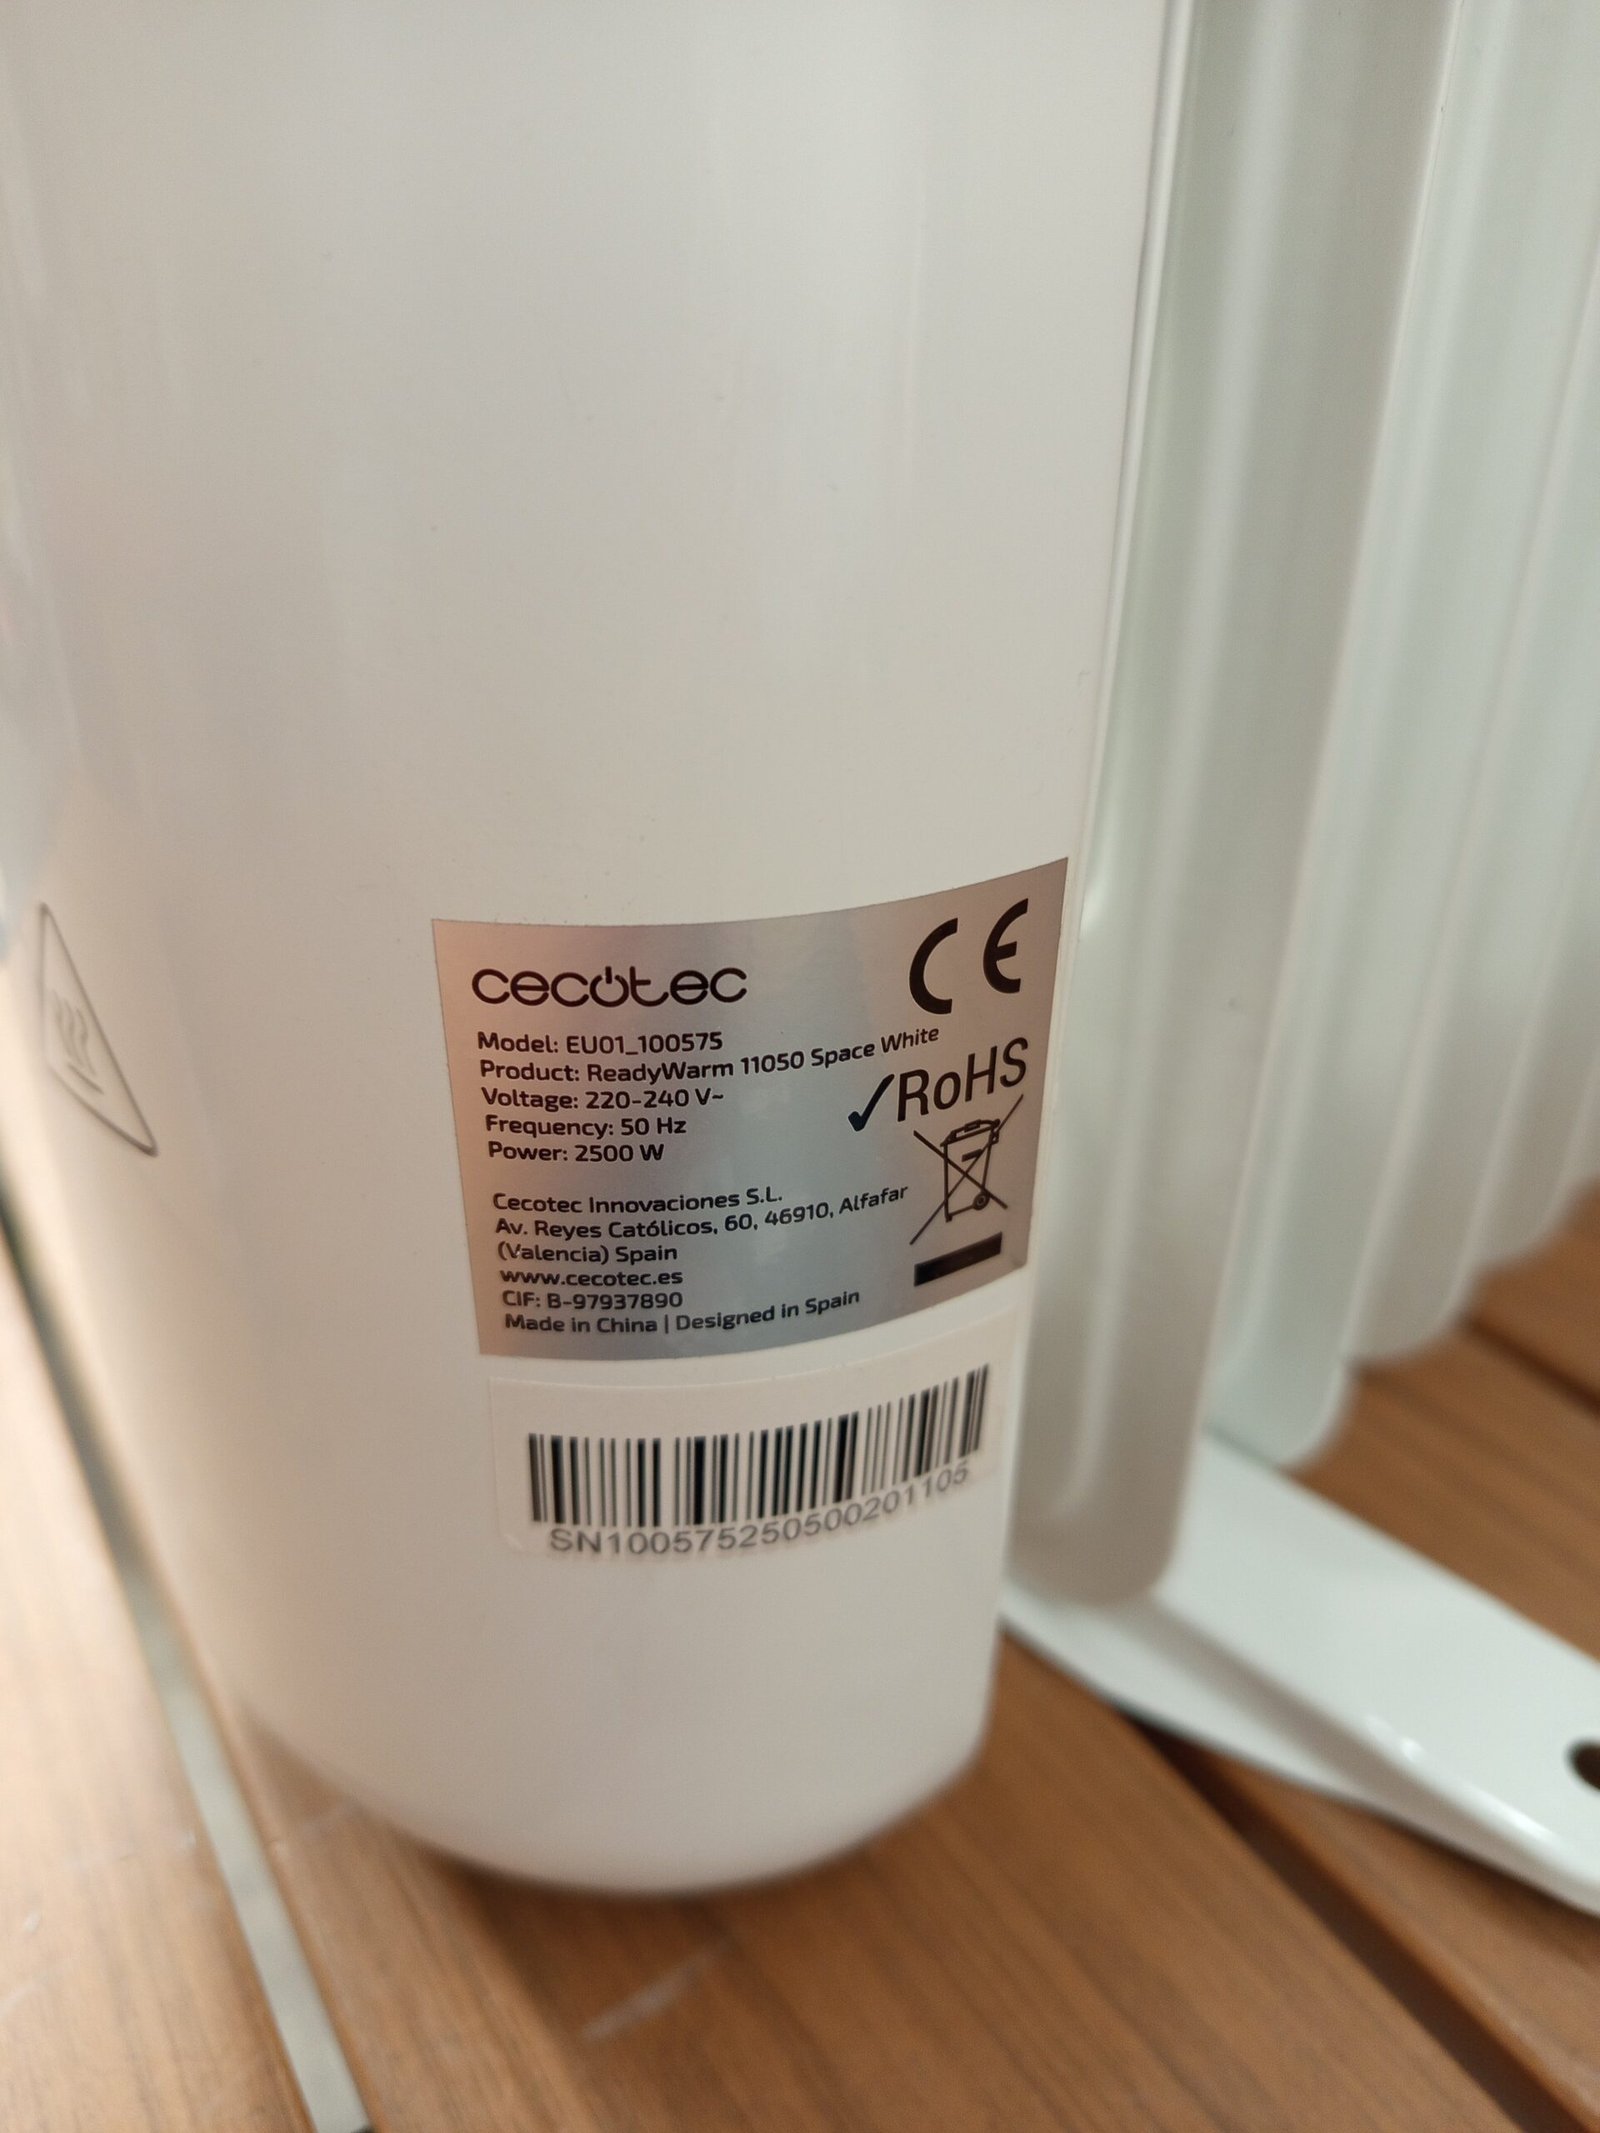 cecotec
CE
Model: EU01_100575
Product: ReadyWarm 11050 Space White
Voltage: 220-240 V~
Frequency: 50 Hz
Power: 2500 W
✓RoHS
Cecotec Innovaciones S.L.
Av. Reyes Católicos, 60, 46910, Alfafar
(Valencia) Spain
www.cecotec.es
CIF: B-97937890
Made in China | Designed in Spain
SN100575250500201105